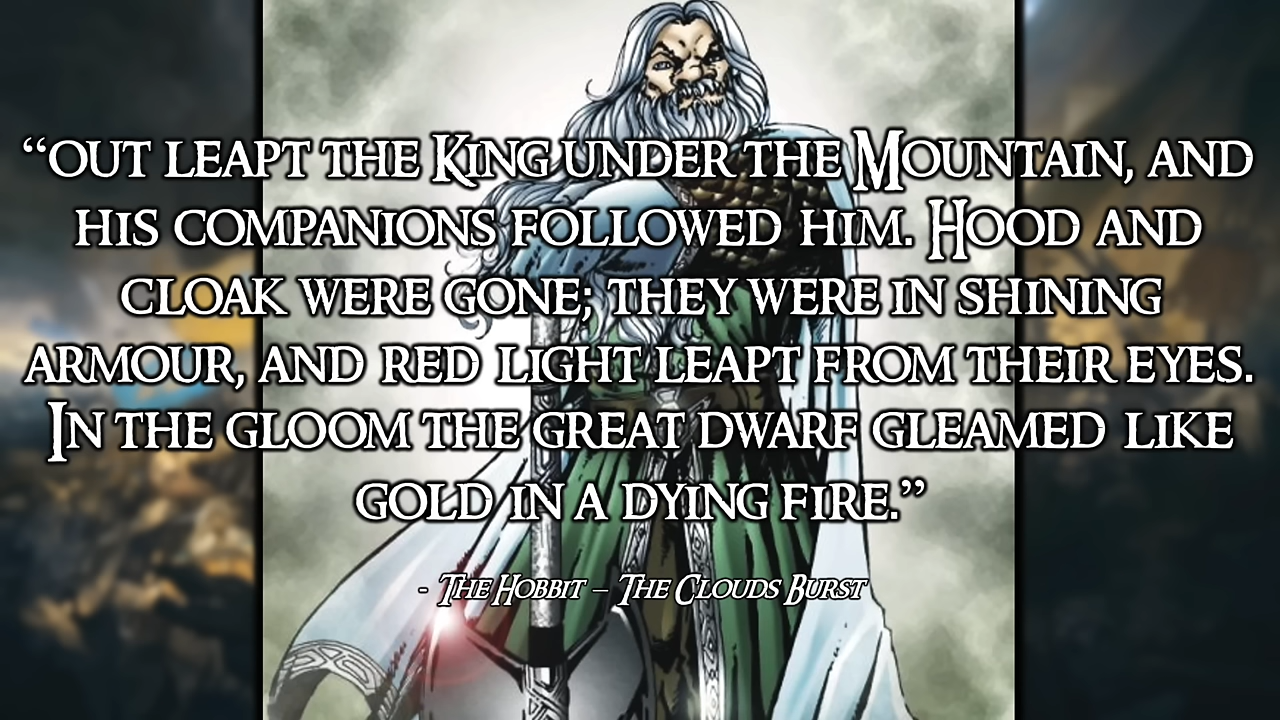 “out leapt the King under the Mountain, and
his companions followed him. Hood and
cloak were gone; they were in shining
armour, and red light leapt from their eyes.
In the gloom the great dwarf gleamed like
gold in a dying fire.”
- The Hobbit – The Clouds Burst